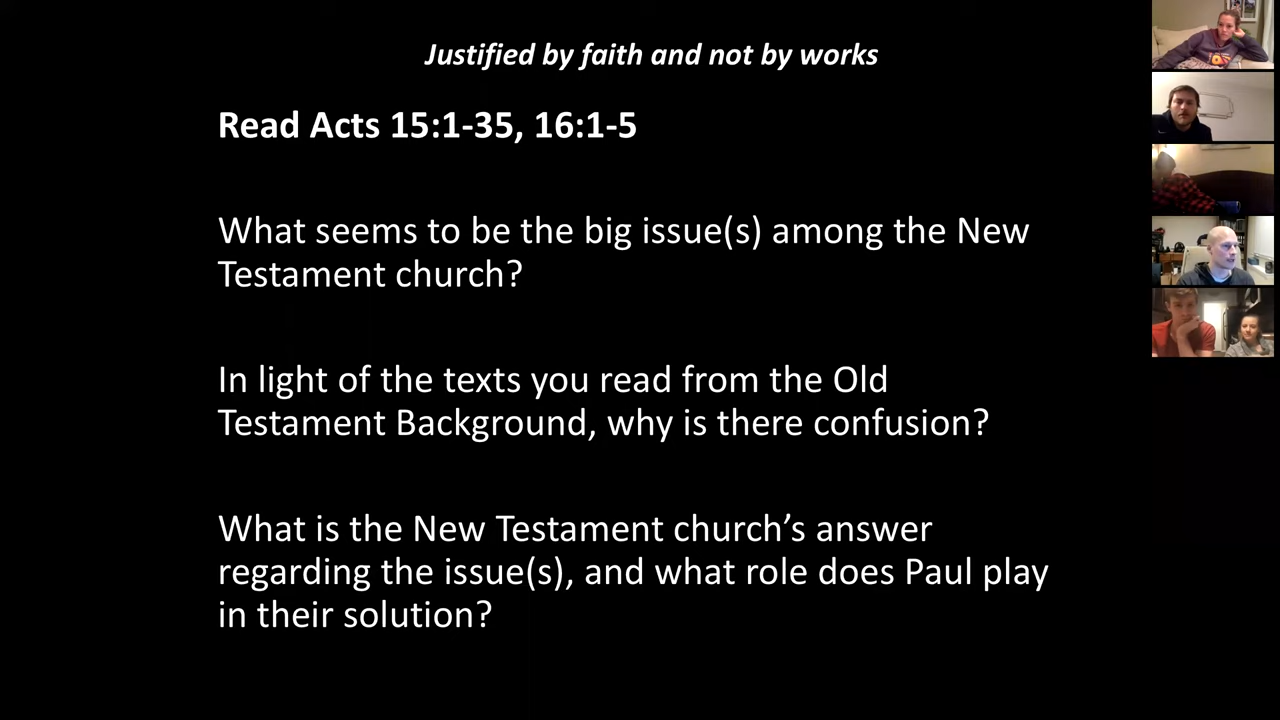 Justified by faith and not by works
Read Acts 15:1-35, 16:1-5
What seems to be the big issue(s) among the New
Testament church?
In light of the texts you read from the Old
Testament Background, why is there confusion?
What is the New Testament church’s answer
regarding the issue(s), and what role does Paul play
in their solution?